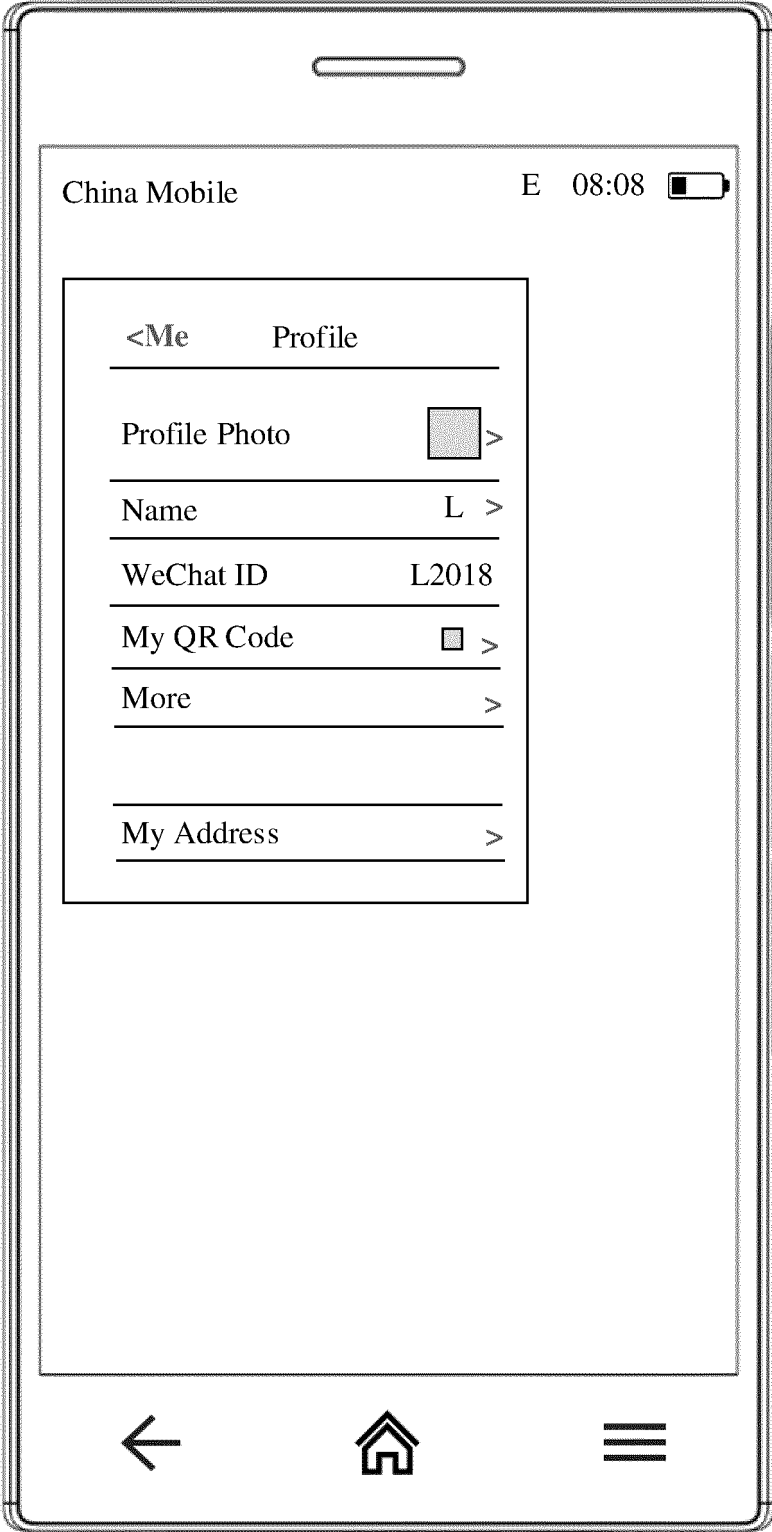 China Mobile E 08:08
<Me Profile
Profile Photo >
Name L >
WeChat ID L2018
My QR Code >
More >
My Address >